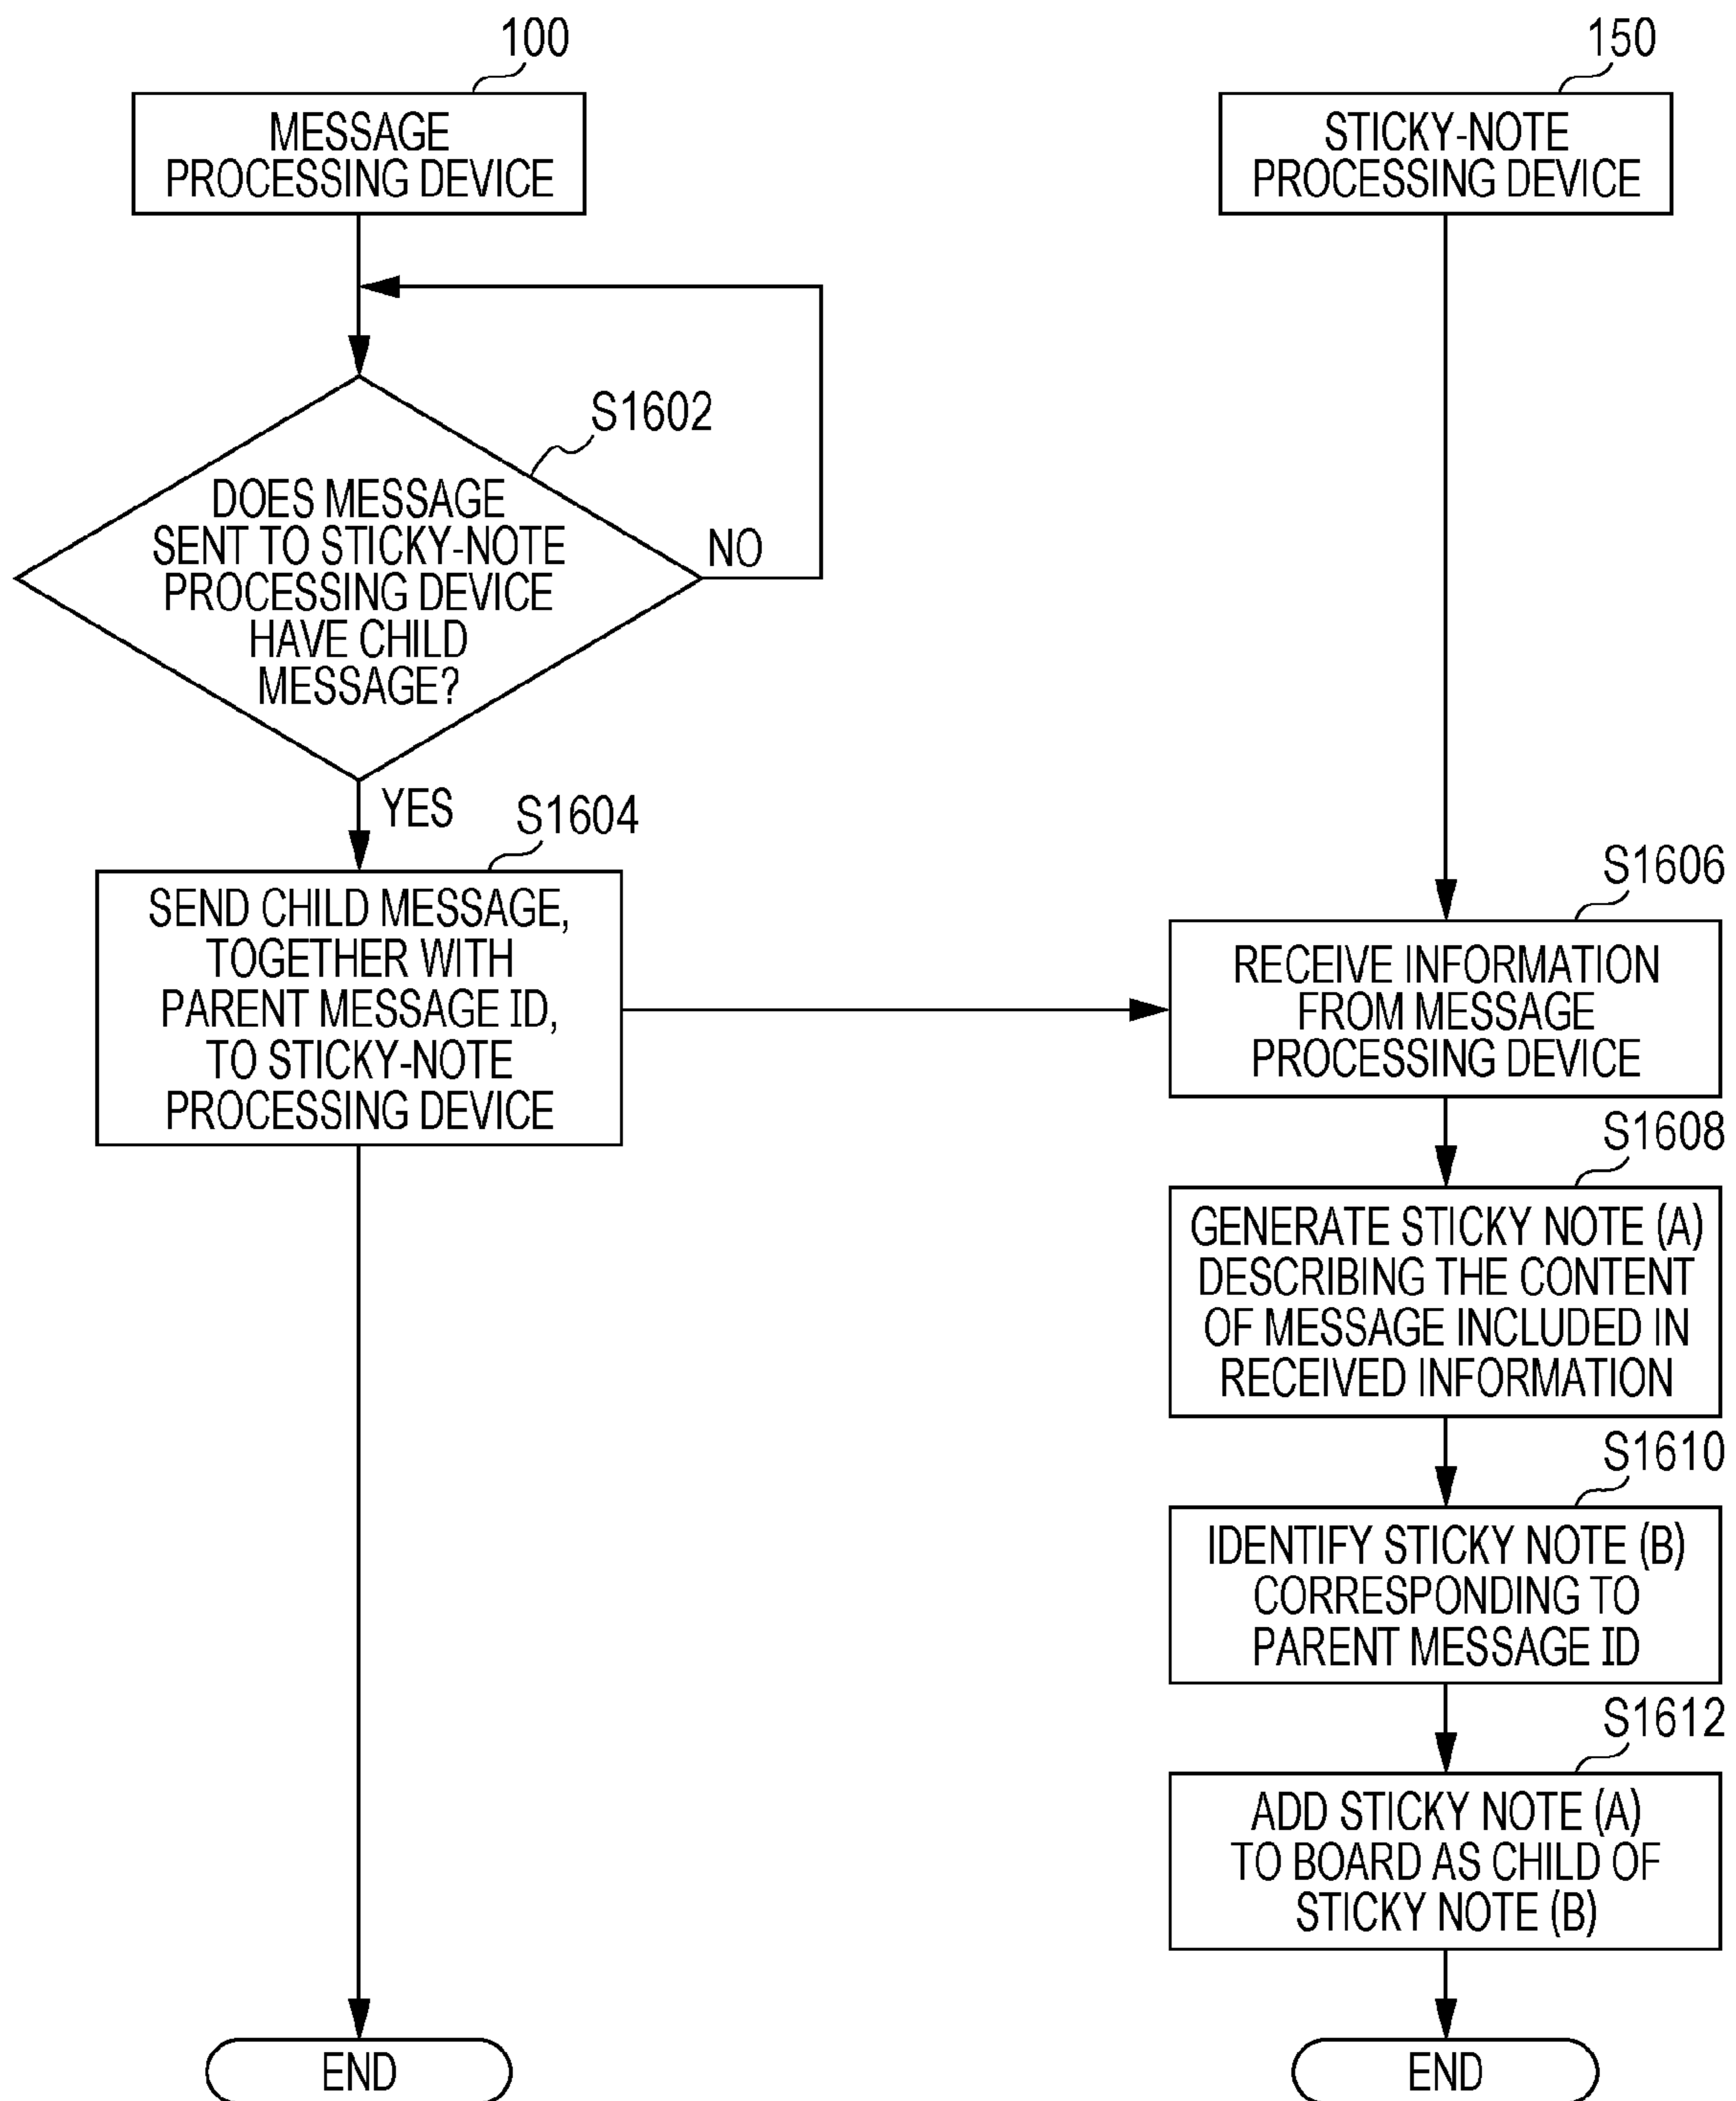 100
MESSAGE
PROCESSING DEVICE
S1602
DOES MESSAGE
SENT TO STICKY-NOTE
PROCESSING DEVICE
HAVE CHILD
MESSAGE?
NO
YES
S1604
SEND CHILD MESSAGE,
TOGETHER WITH
PARENT MESSAGE ID,
TO STICKY-NOTE
PROCESSING DEVICE
END
150
STICKY-NOTE
PROCESSING DEVICE
S1606
RECEIVE INFORMATION
FROM MESSAGE
PROCESSING DEVICE
S1608
GENERATE STICKY NOTE (A)
DESCRIBING THE CONTENT
OF MESSAGE INCLUDED IN
RECEIVED INFORMATION
S1610
IDENTIFY STICKY NOTE (B)
CORRESPONDING TO
PARENT MESSAGE ID
S1612
ADD STICKY NOTE (A)
TO BOARD AS CHILD OF
STICKY NOTE (B)
END